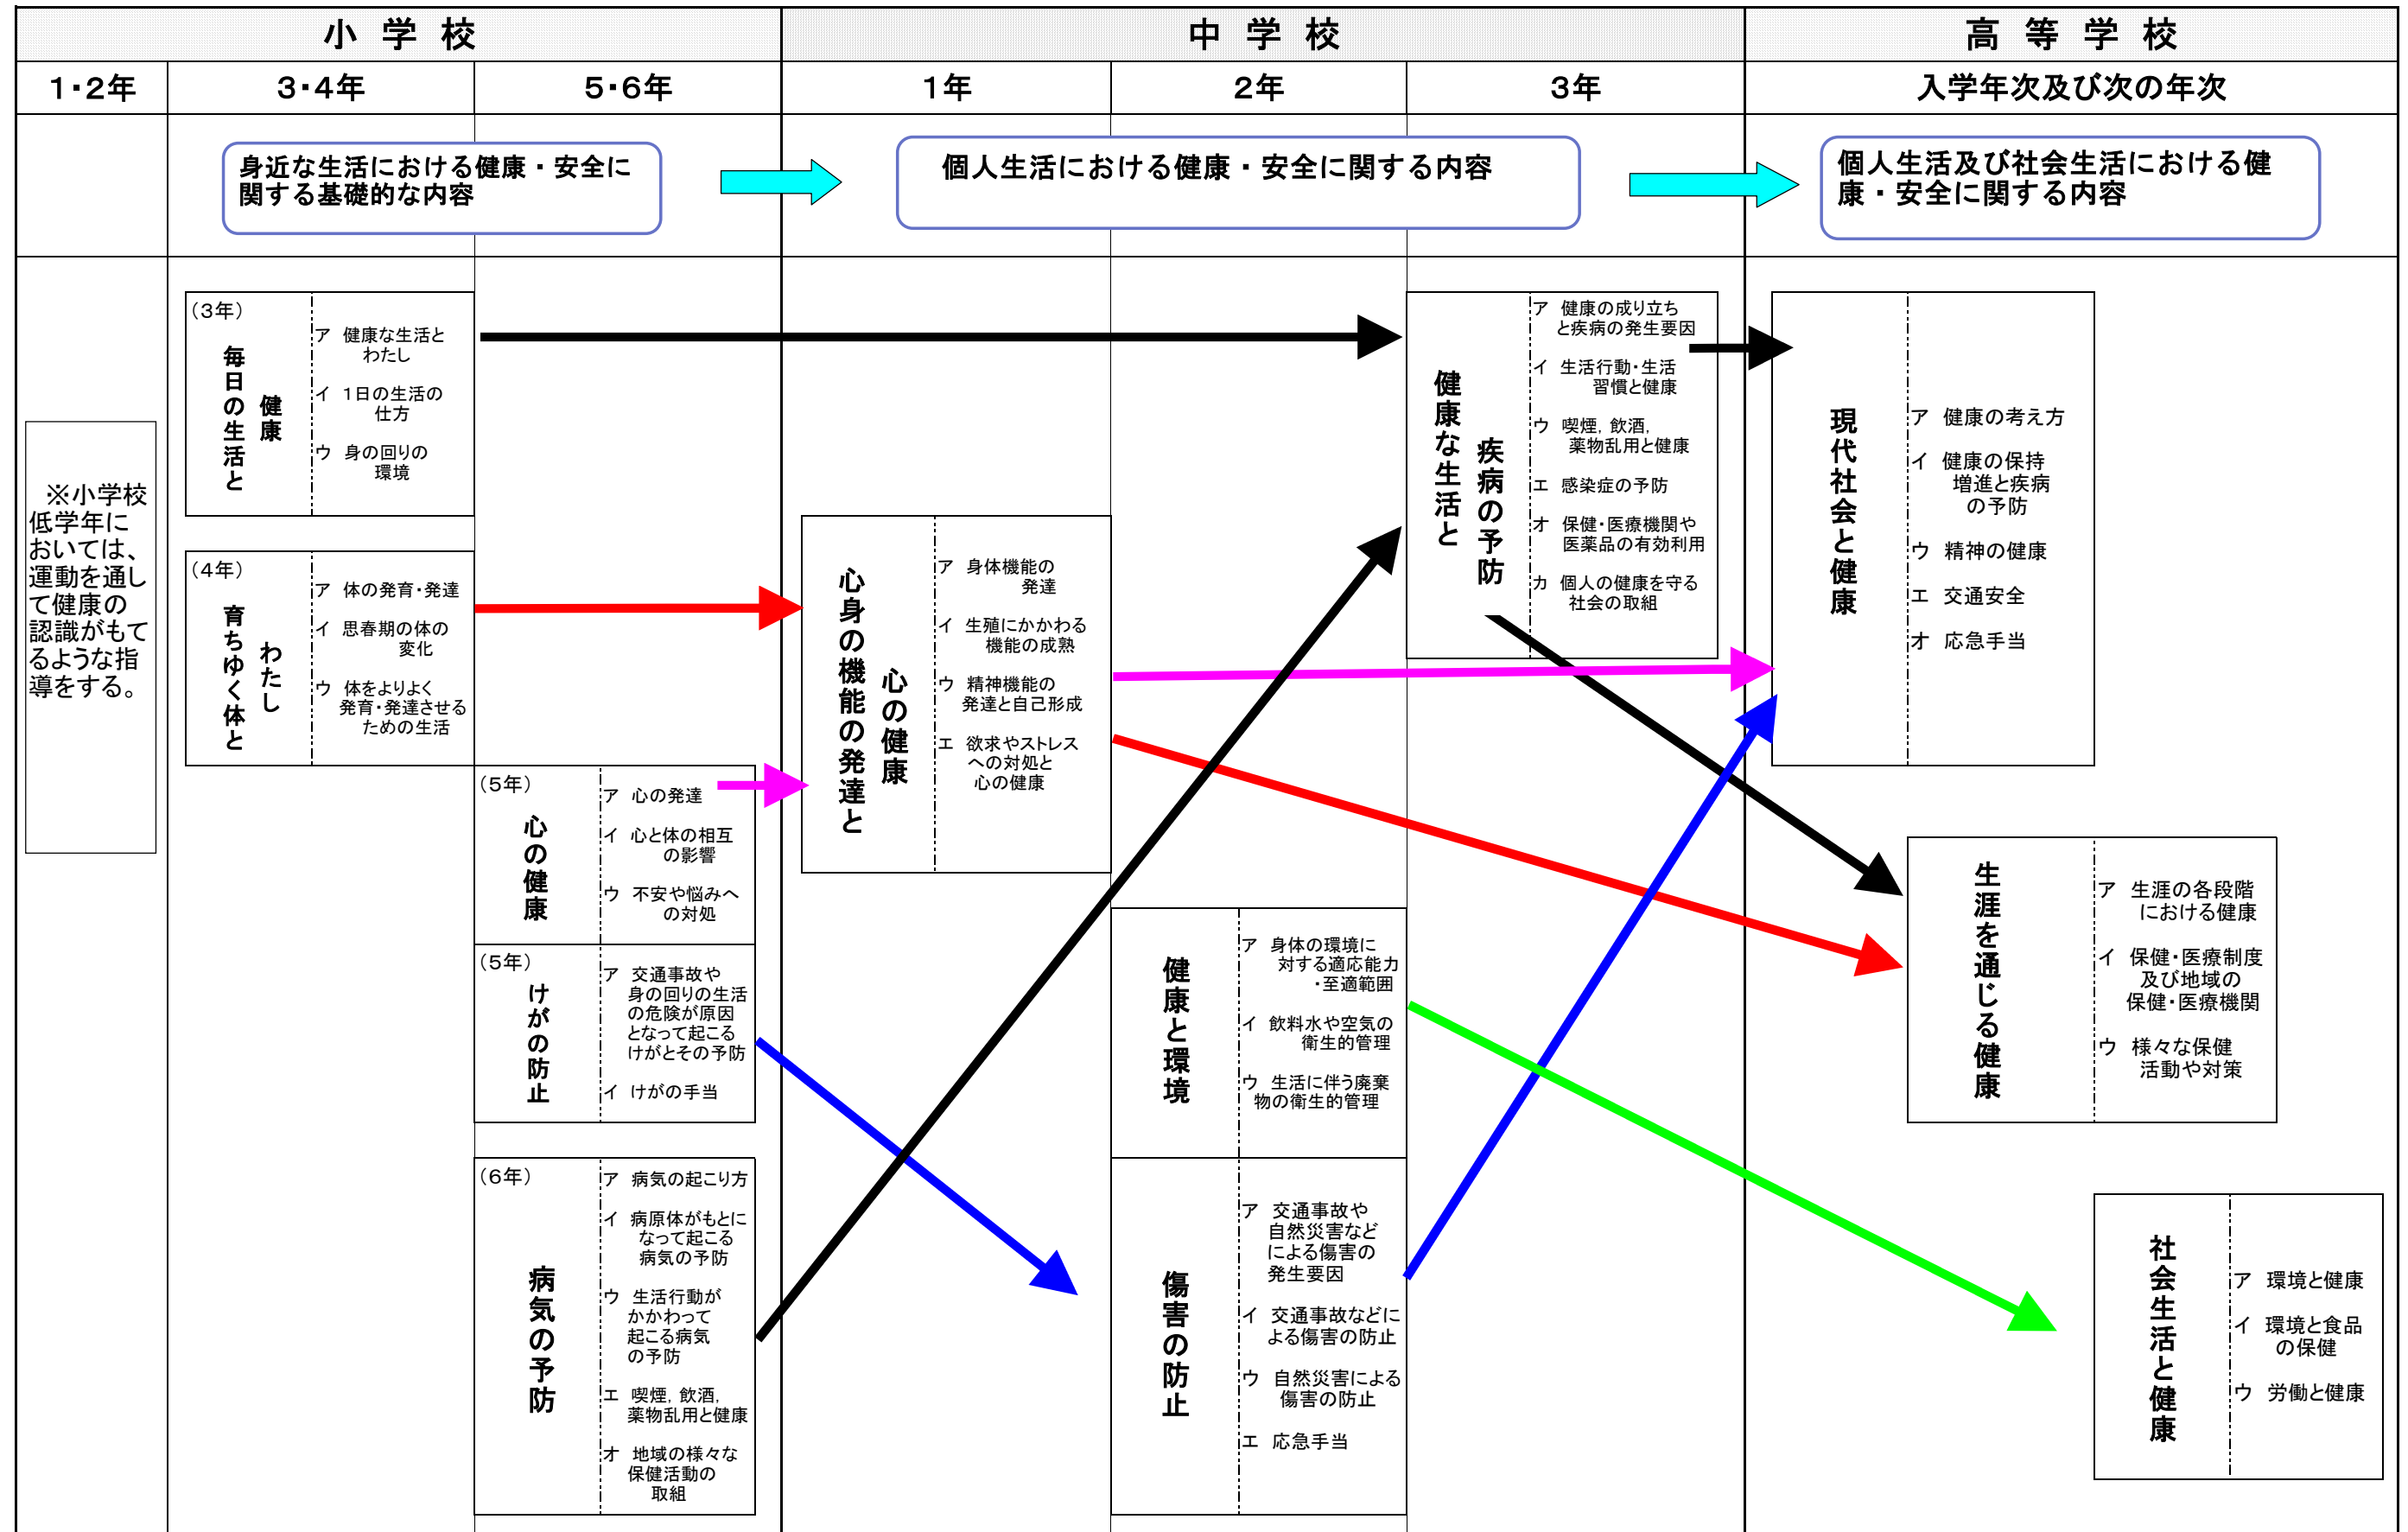 小学校
中学校
高等学校
1・2年
3・4年
5・6年
1年
2年
3年
入学年次及び次の年次
身近な生活における健康・安全に
関する基礎的な内容
個人生活における健康・安全に関する内容
個人生活及び社会生活における健
康・安全に関する内容
※小学校
低学年に
おいては、
運動を通し
て健康の
認識がもて
るような指
導をする。
(3年)
毎日の生活と
健康
ア 健康な生活と
わたし
イ 1日の生活の
仕方
ウ 身の回りの
環境
(4年)
育ちゆく体と
わたし
ア 体の発育・発達
イ 思春期の体の
変化
ウ 体をよりよく
発育・発達させる
ための生活
(5年)
心の健康
ア 心の発達
イ 心と体の相互
の影響
ウ 不安や悩みへ
の対処
(5年)
けがの防止
ア 交通事故や
身の回りの生活
の危険が原因
となって起こる
けがとその予防
イ けがの手当
(6年)
病気の予防
ア 病気の起こり方
イ 病原体がもとに
なって起こる
病気の予防
ウ 生活行動が
かかわって
起こる病気
の予防
エ 喫煙, 飲酒,
薬物乱用と健康
オ 地域の様々な
保健活動の
取組
心身の機能の発達と
心の健康
ア 身体機能の
発達
イ 生殖にかかわる
機能の成熟
ウ 精神機能の
発達と自己形成
エ 欲求やストレス
への対処と
心の健康
健康と環境
ア 身体の環境に
対する適応能力
・至適範囲
イ 飲料水や空気の
衛生的管理
ウ 生活に伴う廃棄
物の衛生的管理
傷害の防止
ア 交通事故や
自然災害など
による傷害の
発生要因
イ 交通事故などに
よる傷害の防止
ウ 自然災害による
傷害の防止
エ 応急手当
健康な生活と
疾病の予防
ア 健康の成り立ち
と疾病の発生要因
イ 生活行動・生活
習慣と健康
ウ 喫煙, 飲酒,
薬物乱用と健康
エ 感染症の予防
オ 保健・医療機関や
医薬品の有効利用
カ 個人の健康を守る
社会の取組
現代社会と健康
ア 健康の考え方
イ 健康の保持
増進と疾病
の予防
ウ 精神の健康
エ 交通安全
オ 応急手当
生涯を通じる健康
ア 生涯の各段階
における健康
イ 保健・医療制度
及び地域の
保健・医療機関
ウ 様々な保健
活動や対策
社会生活と健康
ア 環境と健康
イ 環境と食品
の保健
ウ 労働と健康